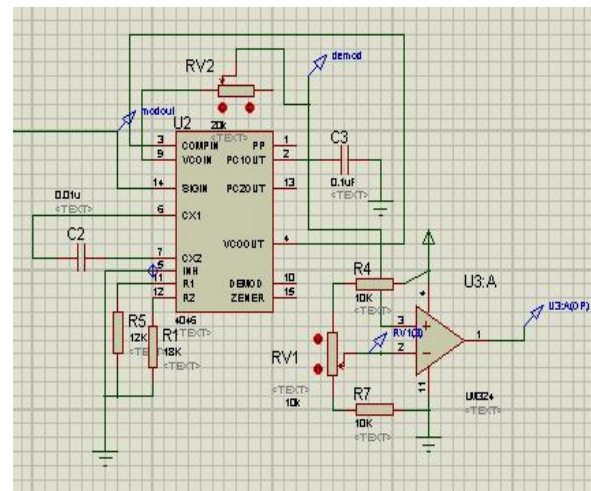 RV2
demod
modoul
U2
20k
<TEXT>
3 COMPIN PP 1
9 VCOIN PC1OUT 2
14 SIGIN PC2OUT 13
6 CX1
7 CX2 VCOOUT 4
5 INH
11 R1 DEMOD 10
12 R2 ZENER 15
4046
<TEXT>
C3
0.1uF
<TEXT>
0.01u
<TEXT>
C2
R5
12K
<TEXT>
R1
18K
<TEXT>
R4
10K
<TEXT>
U3:A
U3:A(OP)
3
2
1
4
11
RV1
<TEXT>
10k
R7
10K
<TEXT>
<TEXT>